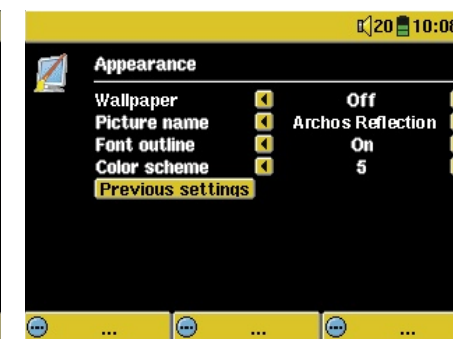 20 10:08
Appearance
Wallpaper Off
Picture name Archos Reflection
Font outline On
Color scheme 5
Previous settings
... ... ...